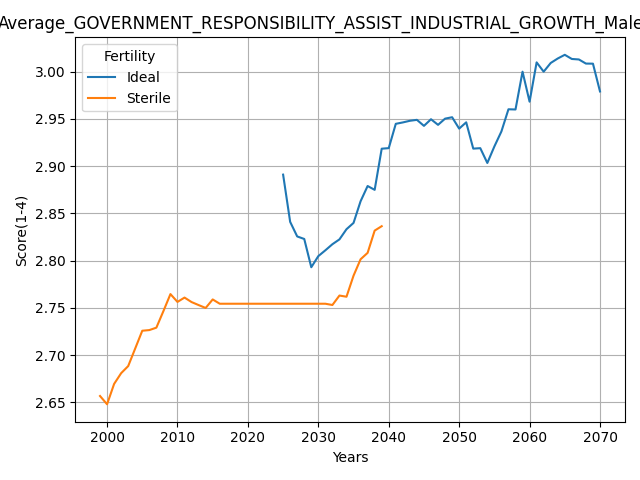 Average_GOVERNMENT_RESPONSIBILITY_ASSIST_INDUSTRIAL_GROWTH_Male
Fertility
Ideal
Sterile
3.00
2.95
2.90
2.85
2.80
2.75
2.70
2.65
Score(1-4)
2000 2010 2020 2030 2040 2050 2060 2070
Years